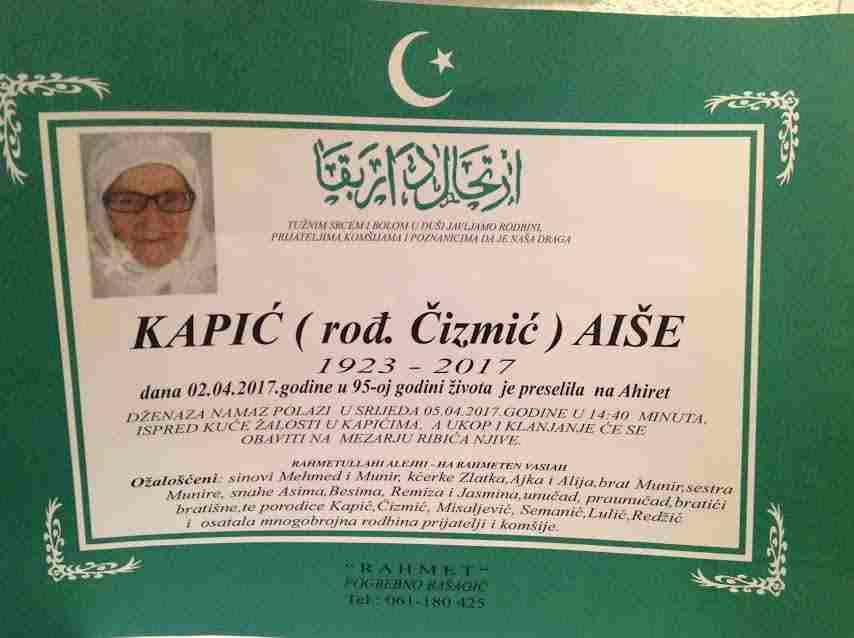 ارتحال دار بقا
TUŽNIM SRCEM I BOLOM U DUŠI JAVLJAMO RODBINI,
PRIJATELJIMA,KOMŠIJAMA I POZNANICIMA DA JE NAŠA DRAGA
KAPIĆ ( rođ. Čizmić ) AIŠE
1923 - 2017
dana 02.04.2017.godine u 95-oj godini života je preselila na Ahiret
DŽENAZA NAMAZ POLAZI U SRIJEDA 05.04.2017.GODINE U 14:40 MINUTA,
ISPRED KUĆE ŽALOSTI U KAPIĆIMA, A UKOP I KLANJANJE ĆE SE
OBAVITI NA MEZARJU RIBIĆA NJIVE.
RAHMETULLAHI ALEJHI - HA RAHMETEN VASIAH
Ožalošćeni: sinovi Mehmed i Munir, kćerke Zlatka,Ajka i Alija,brat Munir,sestra
Munire, snahe Asima,Besima, Remiza i Jasmina,unučad, praunučad,bratići
bratišne,te porodice Kapić,Čizmić, Misaljević, Semanić,Lulić,Redžić
i osatala mnogobrojna rodbina prijatelji i komšije.
"RAHMET"
POGREBNO BAŠAGIĆ
Tel.: 061-180 425